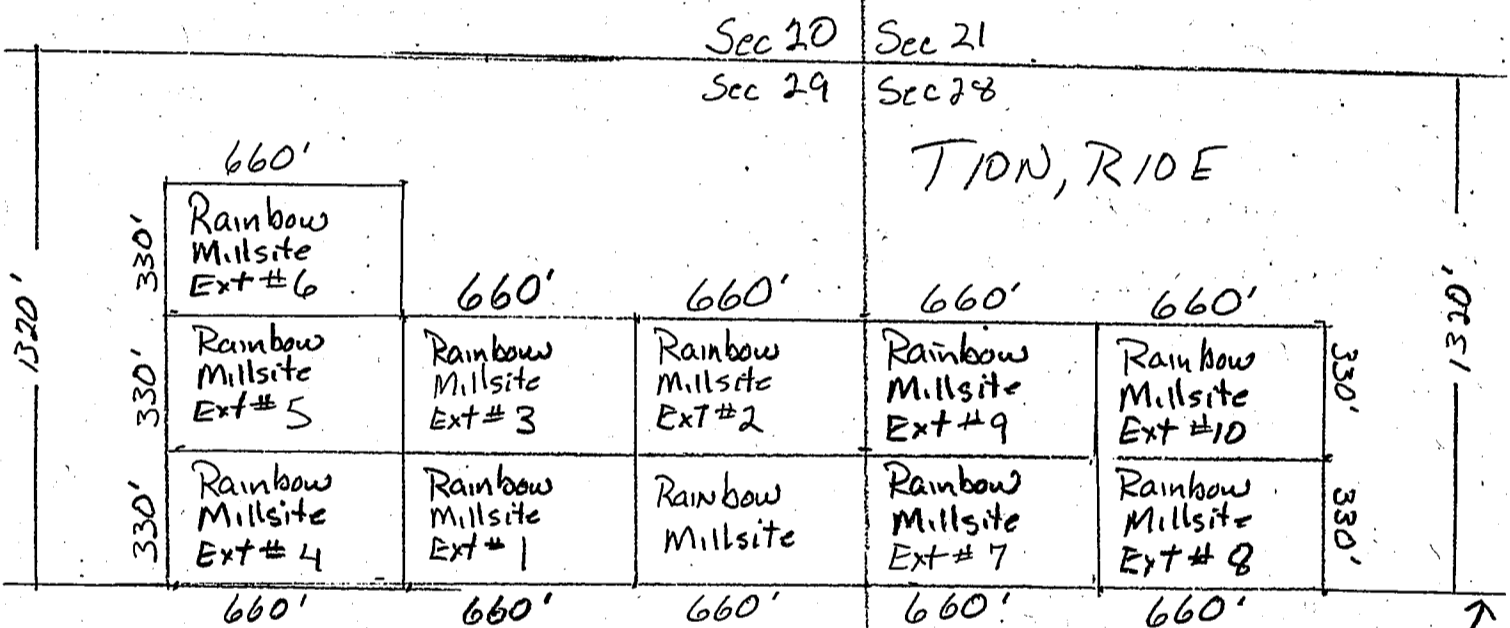 Sec 20 Sec 21
Sec 29 Sec 28
T10N, R10E
660'
1320'
330'
Rainbow
Millsite
Ext #6
660' 660' 660' 660'
1320'
330'
Rainbow
Millsite
Ext # 5
Rainbow
Millsite
Ext # 3
Rainbow
Millsite
Ext #2
Rainbow
Millsite
Ext #9
Rainbow
Millsite
Ext #10
330'
330'
Rainbow
Millsite
Ext # 4
Rainbow
Millsite
Ext # 1
Rainbow
Millsite
Rainbow
Millsite
Ext # 7
Rainbow
Millsite
Ext # 8
330'
660' 660' 660' 660' 660'